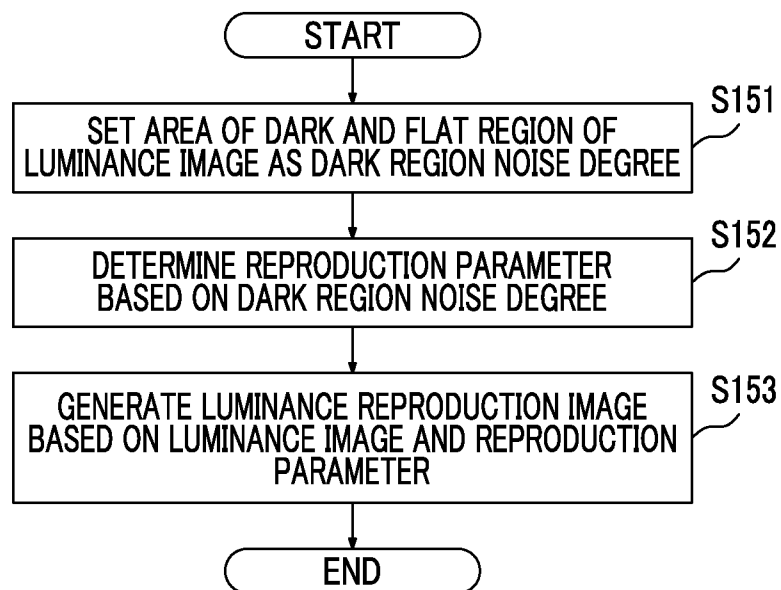 START
S151
SET AREA OF DARK AND FLAT REGION OF
LUMINANCE IMAGE AS DARK REGION NOISE DEGREE
S152
DETERMINE REPRODUCTION PARAMETER
BASED ON DARK REGION NOISE DEGREE
S153
GENERATE LUMINANCE REPRODUCTION IMAGE
BASED ON LUMINANCE IMAGE AND REPRODUCTION
PARAMETER
END